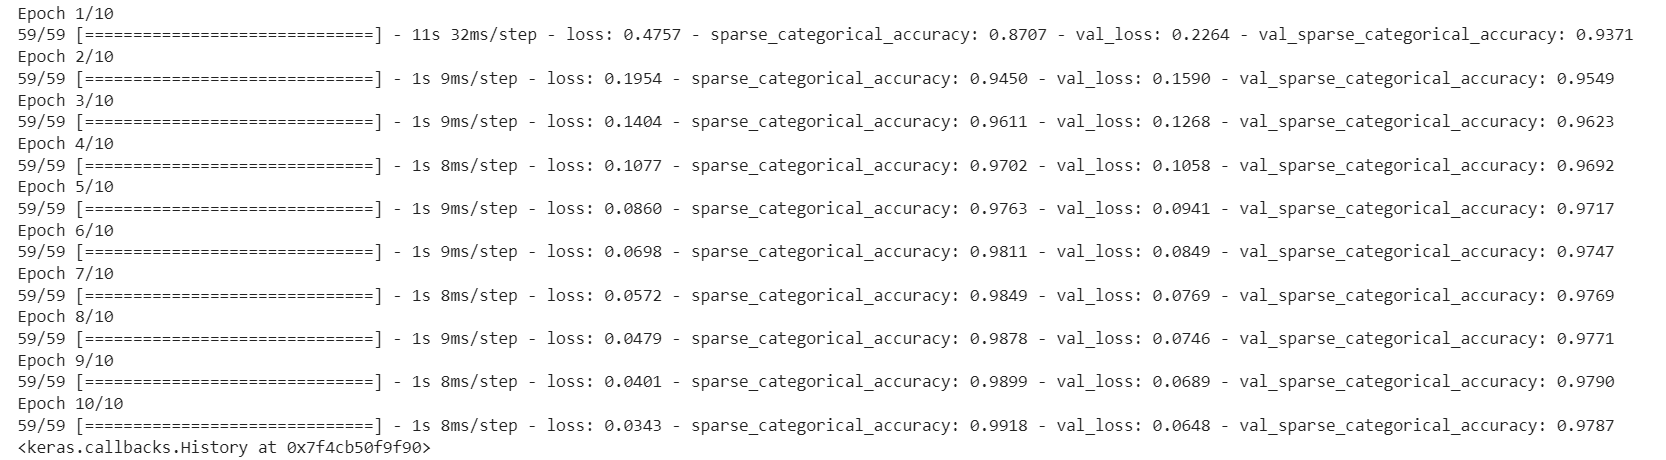 Epoch 1/10
59/59 [==============================] - 11s 32ms/step - loss: 0.4757 - sparse_categorical_accuracy: 0.8707 - val_loss: 0.2264 - val_sparse_categorical_accuracy: 0.9371
Epoch 2/10
59/59 [==============================] - 1s 9ms/step - loss: 0.1954 - sparse_categorical_accuracy: 0.9450 - val_loss: 0.1590 - val_sparse_categorical_accuracy: 0.9549
Epoch 3/10
59/59 [==============================] - 1s 9ms/step - loss: 0.1404 - sparse_categorical_accuracy: 0.9611 - val_loss: 0.1268 - val_sparse_categorical_accuracy: 0.9623
Epoch 4/10
59/59 [==============================] - 1s 8ms/step - loss: 0.1077 - sparse_categorical_accuracy: 0.9702 - val_loss: 0.1058 - val_sparse_categorical_accuracy: 0.9692
Epoch 5/10
59/59 [==============================] - 1s 9ms/step - loss: 0.0860 - sparse_categorical_accuracy: 0.9763 - val_loss: 0.0941 - val_sparse_categorical_accuracy: 0.9717
Epoch 6/10
59/59 [==============================] - 1s 9ms/step - loss: 0.0698 - sparse_categorical_accuracy: 0.9811 - val_loss: 0.0849 - val_sparse_categorical_accuracy: 0.9747
Epoch 7/10
59/59 [==============================] - 1s 8ms/step - loss: 0.0572 - sparse_categorical_accuracy: 0.9849 - val_loss: 0.0769 - val_sparse_categorical_accuracy: 0.9769
Epoch 8/10
59/59 [==============================] - 1s 9ms/step - loss: 0.0479 - sparse_categorical_accuracy: 0.9878 - val_loss: 0.0746 - val_sparse_categorical_accuracy: 0.9771
Epoch 9/10
59/59 [==============================] - 1s 8ms/step - loss: 0.0401 - sparse_categorical_accuracy: 0.9899 - val_loss: 0.0689 - val_sparse_categorical_accuracy: 0.9790
Epoch 10/10
59/59 [==============================] - 1s 8ms/step - loss: 0.0343 - sparse_categorical_accuracy: 0.9918 - val_loss: 0.0648 - val_sparse_categorical_accuracy: 0.9787
<keras.callbacks.History at 0x7f4cb50f9f90>